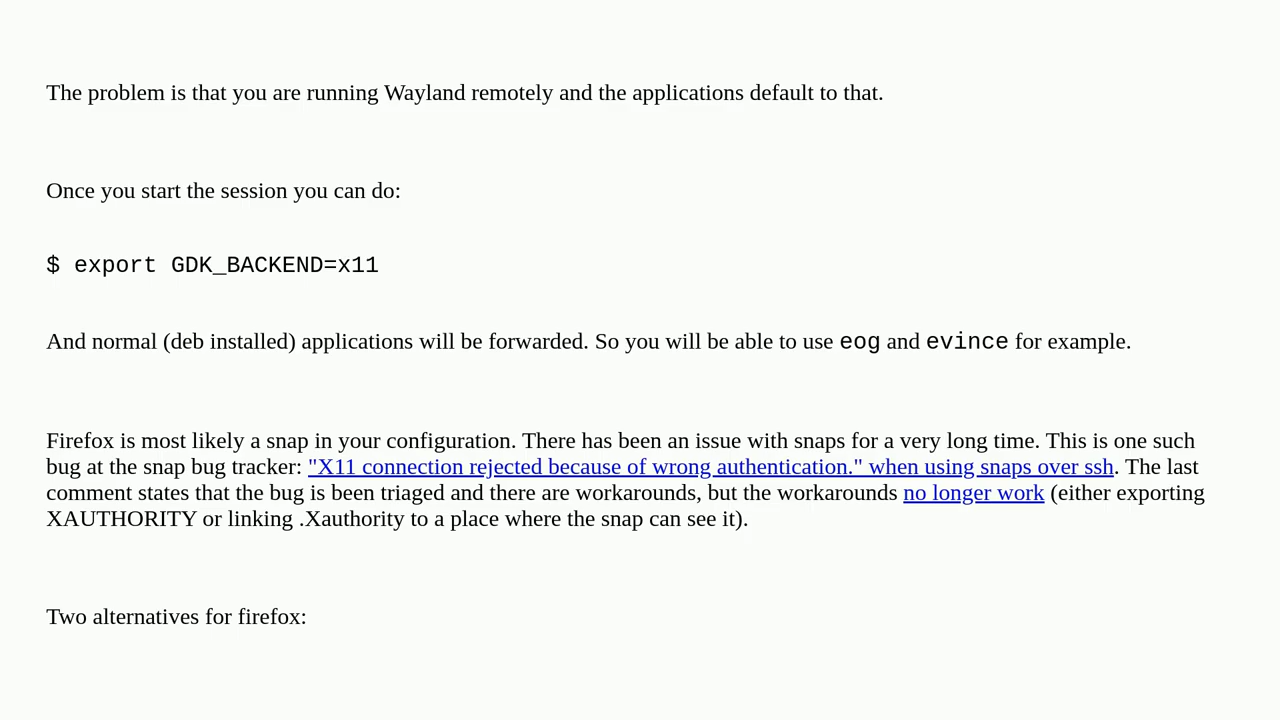 The problem is that you are running Wayland remotely and the applications default to that.
Once you start the session you can do:
$ export GDK_BACKEND=x11
And normal (deb installed) applications will be forwarded. So you will be able to use eog and evince for example.
Firefox is most likely a snap in your configuration. There has been an issue with snaps for a very long time. This is one such
bug at the snap bug tracker: "X11 connection rejected because of wrong authentication." when using snaps over ssh. The last
comment states that the bug is been triaged and there are workarounds, but the workarounds no longer work (either exporting
XAUTHORITY or linking .Xauthority to a place where the snap can see it).
Two alternatives for firefox: